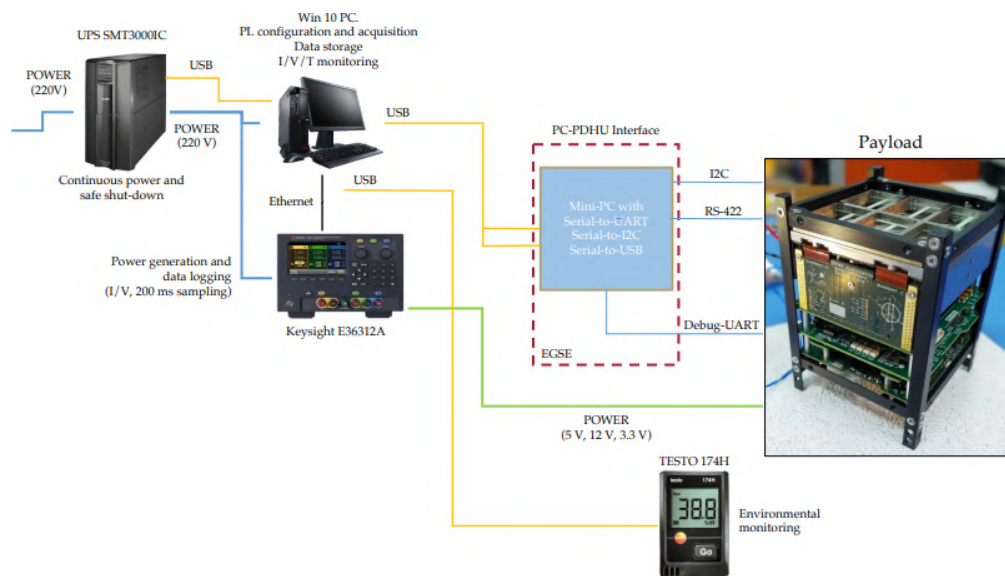 UPS SMT3000IC
Win 10 PC.
PL configuration and acquisition
Data storage
I/V/T monitoring
POWER
(220V)
USB
POWER
(220 V)
USB
Continuous power and
safe shut-down
Ethernet
USB
PC-PDHU Interface
Mini-PC with
Serial-to-UART
Serial-to-I2C
Serial-to-USB
EGSE
I2C
RS-422
Debug-UART
Payload
Power generation and
data logging
(I/V, 200 ms sampling)
Keysight E36312A
POWER
(5 V, 12 V, 3.3 V)
TESTO 174H
testo 174H
38.8
Go
Environmental
monitoring